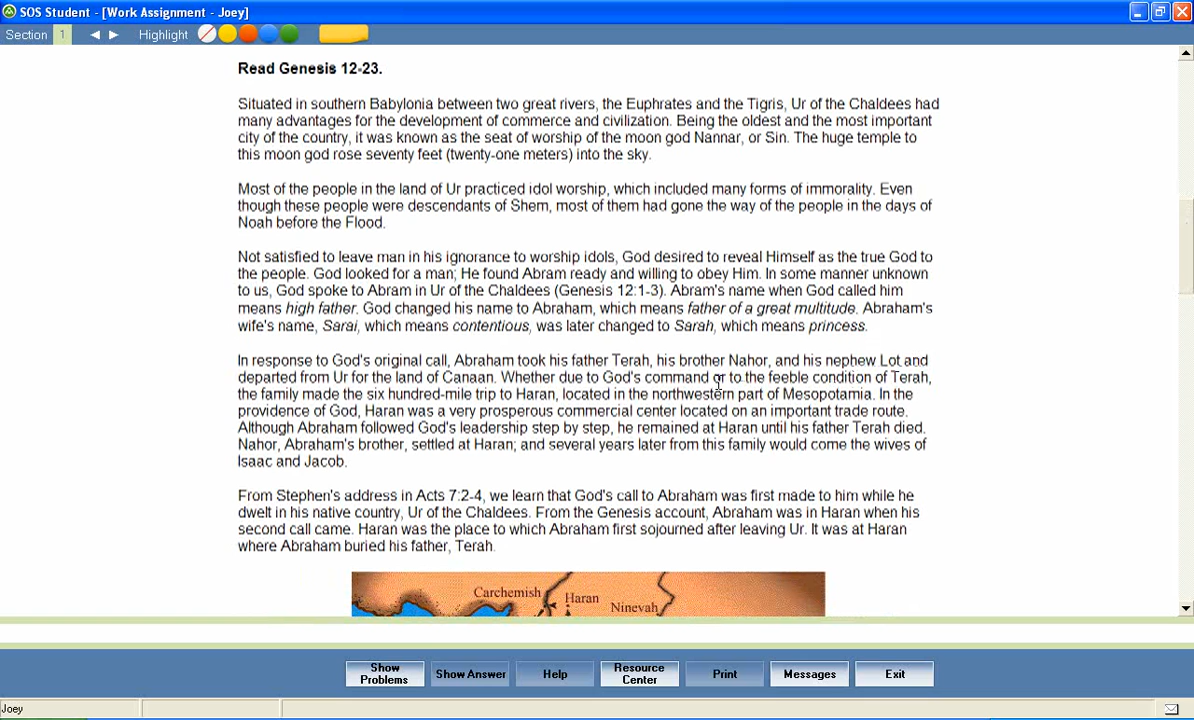 SOS Student - [Work Assignment - Joey]
Section 1 Highlight
Read Genesis 12-23.
Situated in southern Babylonia between two great rivers, the Euphrates and the Tigris, Ur of the Chaldees had
many advantages for the development of commerce and civilization. Being the oldest and the most important
city of the country, it was known as the seat of worship of the moon god Nannar, or Sin. The huge temple to
this moon god rose seventy feet (twenty-one meters) into the sky.
Most of the people in the land of Ur practiced idol worship, which included many forms of immorality. Even
though these people were descendants of Shem, most of them had gone the way of the people in the days of
Noah before the Flood.
Not satisfied to leave man in his ignorance to worship idols, God desired to reveal Himself as the true God to
the people. God looked for a man; He found Abram ready and willing to obey Him. In some manner unknown
to us, God spoke to Abram in Ur of the Chaldees (Genesis 12:1-3). Abram's name when God called him
means high father. God changed his name to Abraham, which means father of a great multitude. Abraham's
wife's name, Sarai, which means contentious, was later changed to Sarah, which means princess.
In response to God's original call, Abraham took his father Terah, his brother Nahor, and his nephew Lot and
departed from Ur for the land of Canaan. Whether due to God's command or to the feeble condition of Terah,
the family made the six hundred-mile trip to Haran, located in the northwestern part of Mesopotamia. In the
providence of God, Haran was a very prosperous commercial center located on an important trade route.
Although Abraham followed God's leadership step by step, he remained at Haran until his father Terah died.
Nahor, Abraham's brother, settled at Haran; and several years later from this family would come the wives of
Isaac and Jacob.
From Stephen's address in Acts 7:2-4, we learn that God's call to Abraham was first made to him while he
dwelt in his native country, Ur of the Chaldees. From the Genesis account, Abraham was in Haran when his
second call came. Haran was the place to which Abraham first sojourned after leaving Ur. It was at Haran
where Abraham buried his father, Terah.
Carchemish
Haran
Ninevah
Show Problems
Show Answer
Help
Resource Center
Print
Messages
Exit
Joey